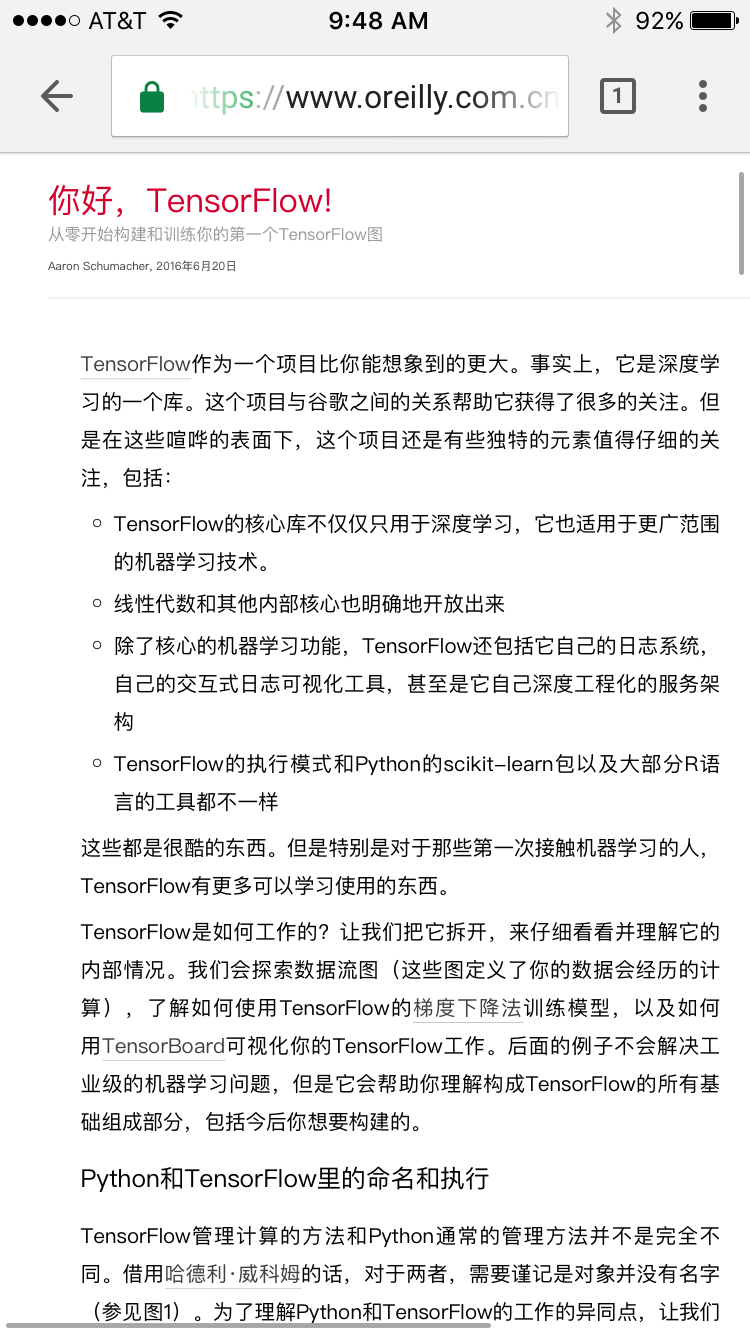 AT&T 9:48 AM 92%
https://www.oreilly.com.cn 1
你好，TensorFlow!
从零开始构建和训练你的第一个TensorFlow图
Aaron Schumacher, 2016年6月20日
TensorFlow作为一个项目比你能想象到的更大。事实上，它是深度学
习的一个库。这个项目与谷歌之间的关系帮助它获得了很多的关注。但
是在这些喧哗的表面下，这个项目还是有些独特的元素值得仔细的关
注，包括：
TensorFlow的核心库不仅仅只用于深度学习，它也适用于更广范围
的机器学习技术。
线性代数和其他内部核心也明确地开放出来
除了核心的机器学习功能，TensorFlow还包括它自己的日志系统，
自己的交互式日志可视化工具，甚至是它自己深度工程化的服务架
构
TensorFlow的执行模式和Python的scikit-learn包以及大部分R语
言的工具都不一样
这些都是很酷的东西。但是特别是对于那些第一次接触机器学习的人，
TensorFlow有更多可以学习使用的东西。
TensorFlow是如何工作的？让我们把它拆开，来仔细看看并理解它的
内部情况。我们会探索数据流图（这些图定义了你的数据会经历的计
算），了解如何使用TensorFlow的梯度下降法训练模型，以及如何
用TensorBoard可视化你的TensorFlow工作。后面的例子不会解决工
业级的机器学习问题，但是它会帮助你理解构成TensorFlow的所有基
础组成部分，包括今后你想要构建的。
Python和TensorFlow里的命名和执行
TensorFlow管理计算的方法和Python通常的管理方法并不是完全不
同。借用哈德利·威科姆的话，对于两者，需要谨记是对象并没有名字
（参见图1）。为了理解Python和TensorFlow的工作的异同点，让我们